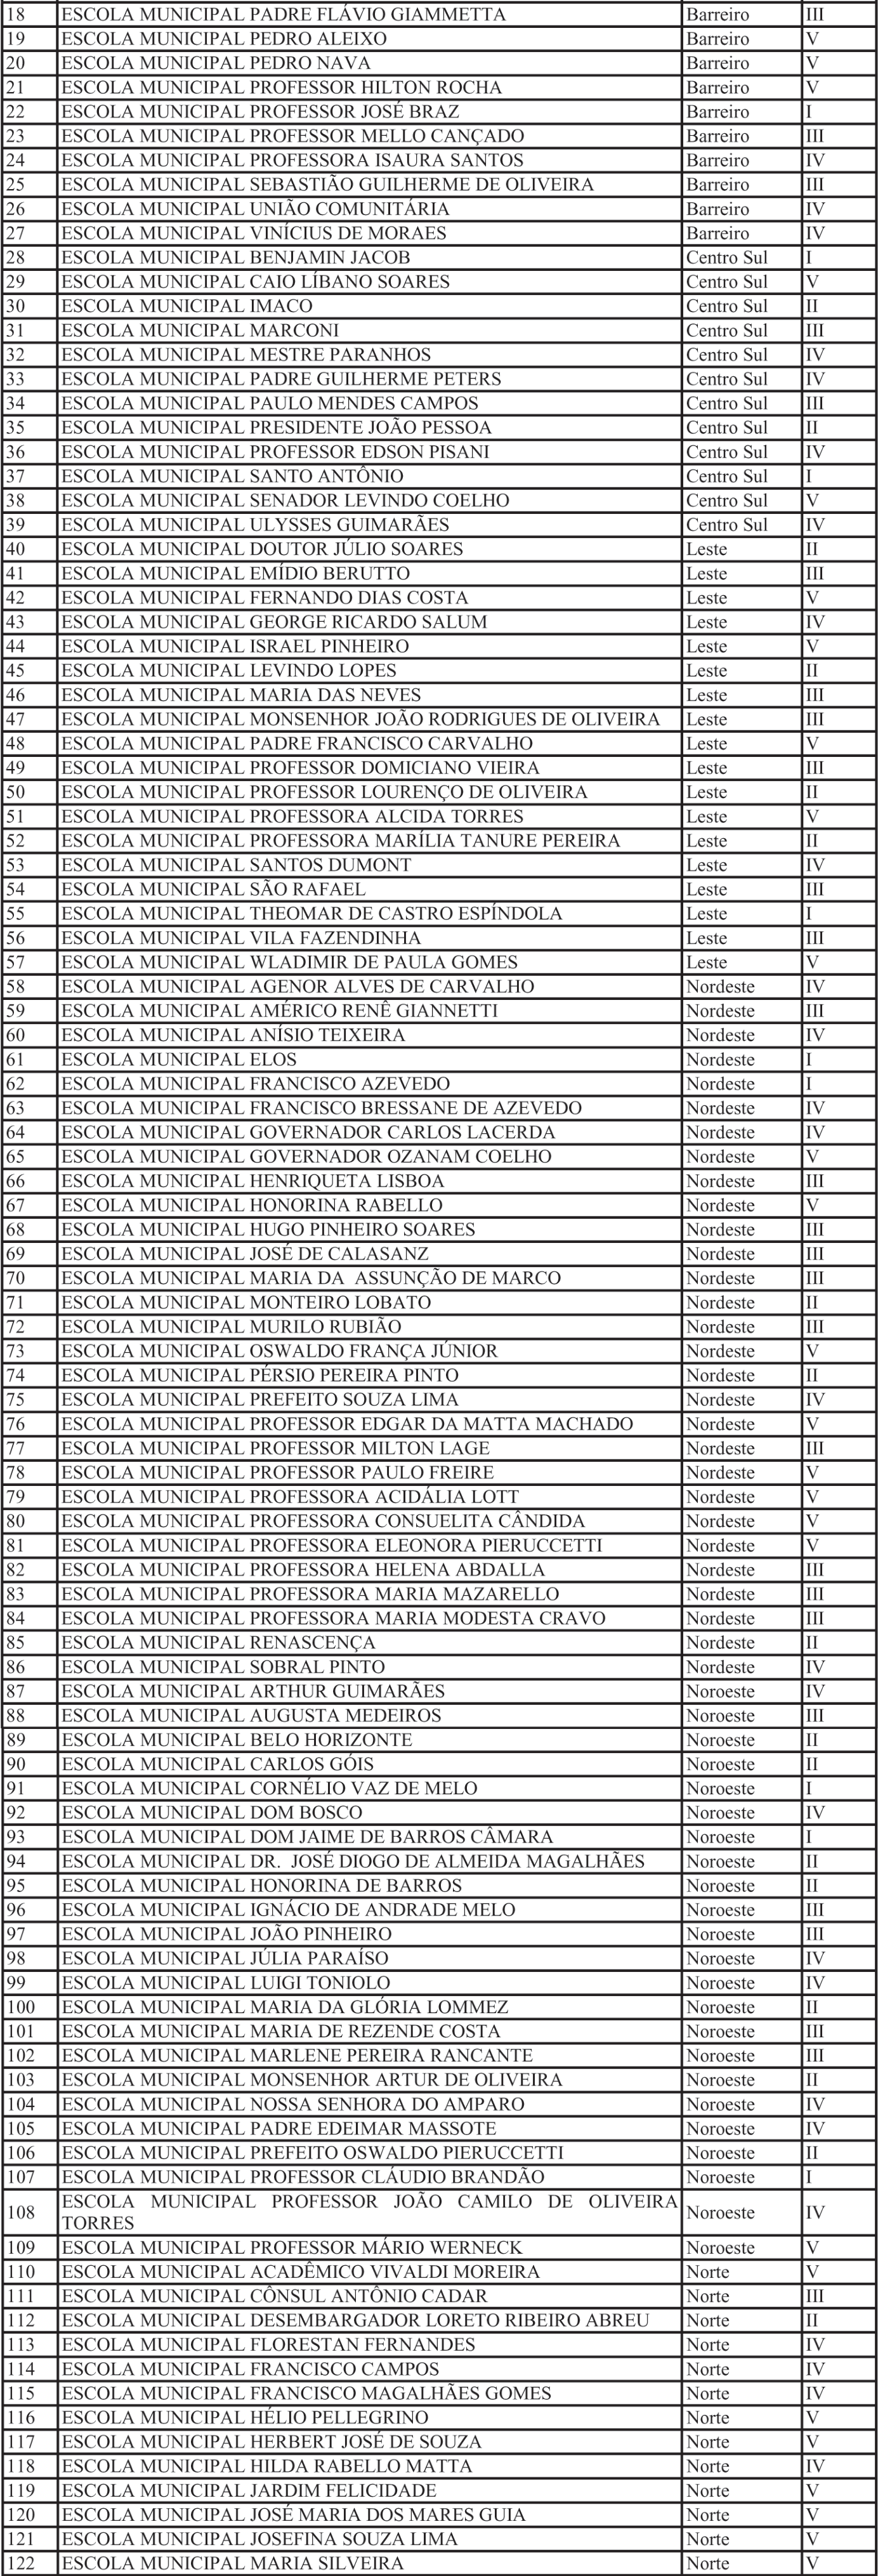 18 ESCOLA MUNICIPAL PADRE FLÁVIO GIAMMETTA Barreiro III
19 ESCOLA MUNICIPAL PEDRO ALEIXO Barreiro V
20 ESCOLA MUNICIPAL PEDRO NAVA Barreiro V
21 ESCOLA MUNICIPAL PROFESSOR HILTON ROCHA Barreiro V
22 ESCOLA MUNICIPAL PROFESSOR JOSÉ BRAZ Barreiro I
23 ESCOLA MUNICIPAL PROFESSOR MELLO CANÇADO Barreiro III
24 ESCOLA MUNICIPAL PROFESSORA ISAURA SANTOS Barreiro IV
25 ESCOLA MUNICIPAL SEBASTIÃO GUILHERME DE OLIVEIRA Barreiro III
26 ESCOLA MUNICIPAL UNIÃO COMUNITÁRIA Barreiro IV
27 ESCOLA MUNICIPAL VINÍCIUS DE MORAES Barreiro IV
28 ESCOLA MUNICIPAL BENJAMIN JACOB Centro Sul I
29 ESCOLA MUNICIPAL CAIO LÍBANO SOARES Centro Sul V
30 ESCOLA MUNICIPAL IMACO Centro Sul II
31 ESCOLA MUNICIPAL MARCONI Centro Sul III
32 ESCOLA MUNICIPAL MESTRE PARANHOS Centro Sul IV
33 ESCOLA MUNICIPAL PADRE GUILHERME PETERS Centro Sul IV
34 ESCOLA MUNICIPAL PAULO MENDES CAMPOS Centro Sul III
35 ESCOLA MUNICIPAL PRESIDENTE JOÃO PESSOA Centro Sul II
36 ESCOLA MUNICIPAL PROFESSOR EDSON PISANI Centro Sul IV
37 ESCOLA MUNICIPAL SANTO ANTÔNIO Centro Sul I
38 ESCOLA MUNICIPAL SENADOR LEVINDO COELHO Centro Sul V
39 ESCOLA MUNICIPAL ULYSSES GUIMARÃES Centro Sul IV
40 ESCOLA MUNICIPAL DOUTOR JÚLIO SOARES Leste II
41 ESCOLA MUNICIPAL EMÍDIO BERUTTO Leste III
42 ESCOLA MUNICIPAL FERNANDO DIAS COSTA Leste V
43 ESCOLA MUNICIPAL GEORGE RICARDO SALUM Leste IV
44 ESCOLA MUNICIPAL ISRAEL PINHEIRO Leste V
45 ESCOLA MUNICIPAL LEVINDO LOPES Leste II
46 ESCOLA MUNICIPAL MARIA DAS NEVES Leste III
47 ESCOLA MUNICIPAL MONSENHOR JOÃO RODRIGUES DE OLIVEIRA Leste III
48 ESCOLA MUNICIPAL PADRE FRANCISCO CARVALHO Leste V
49 ESCOLA MUNICIPAL PROFESSOR DOMICIANO VIEIRA Leste III
50 ESCOLA MUNICIPAL PROFESSOR LOURENÇO DE OLIVEIRA Leste II
51 ESCOLA MUNICIPAL PROFESSORA ALCIDA TORRES Leste V
52 ESCOLA MUNICIPAL PROFESSORA MARÍLIA TANURE PEREIRA Leste II
53 ESCOLA MUNICIPAL SANTOS DUMONT Leste IV
54 ESCOLA MUNICIPAL SÃO RAFAEL Leste III
55 ESCOLA MUNICIPAL THEOMAR DE CASTRO ESPÍNDOLA Leste I
56 ESCOLA MUNICIPAL VILA FAZENDINHA Leste III
57 ESCOLA MUNICIPAL WLADIMIR DE PAULA GOMES Leste V
58 ESCOLA MUNICIPAL AGENOR ALVES DE CARVALHO Nordeste IV
59 ESCOLA MUNICIPAL AMÉRICO RENÊ GIANNETTI Nordeste III
60 ESCOLA MUNICIPAL ANÍSIO TEIXEIRA Nordeste IV
61 ESCOLA MUNICIPAL ELOS Nordeste I
62 ESCOLA MUNICIPAL FRANCISCO AZEVEDO Nordeste I
63 ESCOLA MUNICIPAL FRANCISCO BRESSANE DE AZEVEDO Nordeste IV
64 ESCOLA MUNICIPAL GOVERNADOR CARLOS LACERDA Nordeste IV
65 ESCOLA MUNICIPAL GOVERNADOR OZANAM COELHO Nordeste V
66 ESCOLA MUNICIPAL HENRIQUETA LISBOA Nordeste III
67 ESCOLA MUNICIPAL HONORINA RABELLO Nordeste V
68 ESCOLA MUNICIPAL HUGO PINHEIRO SOARES Nordeste III
69 ESCOLA MUNICIPAL JOSÉ DE CALASANZ Nordeste III
70 ESCOLA MUNICIPAL MARIA DA ASSUNÇÃO DE MARCO Nordeste III
71 ESCOLA MUNICIPAL MONTEIRO LOBATO Nordeste II
72 ESCOLA MUNICIPAL MURILO RUBIÃO Nordeste III
73 ESCOLA MUNICIPAL OSWALDO FRANÇA JÚNIOR Nordeste V
74 ESCOLA MUNICIPAL PÉRSIO PEREIRA PINTO Nordeste II
75 ESCOLA MUNICIPAL PREFEITO SOUZA LIMA Nordeste IV
76 ESCOLA MUNICIPAL PROFESSOR EDGAR DA MATTA MACHADO Nordeste V
77 ESCOLA MUNICIPAL PROFESSOR MILTON LAGE Nordeste III
78 ESCOLA MUNICIPAL PROFESSOR PAULO FREIRE Nordeste V
79 ESCOLA MUNICIPAL PROFESSORA ACIDÁLIA LOTT Nordeste V
80 ESCOLA MUNICIPAL PROFESSORA CONSUELITA CÂNDIDA Nordeste V
81 ESCOLA MUNICIPAL PROFESSORA ELEONORA PIERUCCETTI Nordeste V
82 ESCOLA MUNICIPAL PROFESSORA HELENA ABDALLA Nordeste III
83 ESCOLA MUNICIPAL PROFESSORA MARIA MAZARELLO Nordeste III
84 ESCOLA MUNICIPAL PROFESSORA MARIA MODESTA CRAVO Nordeste III
85 ESCOLA MUNICIPAL RENASCENÇA Nordeste II
86 ESCOLA MUNICIPAL SOBRAL PINTO Nordeste IV
87 ESCOLA MUNICIPAL ARTHUR GUIMARÃES Noroeste IV
88 ESCOLA MUNICIPAL AUGUSTA MEDEIROS Noroeste III
89 ESCOLA MUNICIPAL BELO HORIZONTE Noroeste II
90 ESCOLA MUNICIPAL CARLOS GÓIS Noroeste II
91 ESCOLA MUNICIPAL CORNÉLIO VAZ DE MELO Noroeste I
92 ESCOLA MUNICIPAL DOM BOSCO Noroeste IV
93 ESCOLA MUNICIPAL DOM JAIME DE BARROS CÂMARA Noroeste I
94 ESCOLA MUNICIPAL DR. JOSÉ DIOGO DE ALMEIDA MAGALHÃES Noroeste II
95 ESCOLA MUNICIPAL HONORINA DE BARROS Noroeste II
96 ESCOLA MUNICIPAL IGNÁCIO DE ANDRADE MELO Noroeste III
97 ESCOLA MUNICIPAL JOÃO PINHEIRO Noroeste III
98 ESCOLA MUNICIPAL JÚLIA PARAÍSO Noroeste IV
99 ESCOLA MUNICIPAL LUIGI TONIOLO Noroeste IV
100 ESCOLA MUNICIPAL MARIA DA GLÓRIA LOMMEZ Noroeste II
101 ESCOLA MUNICIPAL MARIA DE REZENDE COSTA Noroeste III
102 ESCOLA MUNICIPAL MARLENE PEREIRA RANCANTE Noroeste III
103 ESCOLA MUNICIPAL MONSENHOR ARTUR DE OLIVEIRA Noroeste II
104 ESCOLA MUNICIPAL NOSSA SENHORA DO AMPARO Noroeste IV
105 ESCOLA MUNICIPAL PADRE EDEIMAR MASSOTE Noroeste IV
106 ESCOLA MUNICIPAL PREFEITO OSWALDO PIERUCCETTI Noroeste II
107 ESCOLA MUNICIPAL PROFESSOR CLÁUDIO BRANDÃO Noroeste I
108 ESCOLA MUNICIPAL PROFESSOR JOÃO CAMILO DE OLIVEIRA
TORRES Noroeste IV
109 ESCOLA MUNICIPAL PROFESSOR MÁRIO WERNECK Noroeste V
110 ESCOLA MUNICIPAL ACADÊMICO VIVALDI MOREIRA Norte V
111 ESCOLA MUNICIPAL CÔNSUL ANTÔNIO CADAR Norte III
112 ESCOLA MUNICIPAL DESEMBARGADOR LORETO RIBEIRO ABREU Norte II
113 ESCOLA MUNICIPAL FLORESTAN FERNANDES Norte IV
114 ESCOLA MUNICIPAL FRANCISCO CAMPOS Norte IV
115 ESCOLA MUNICIPAL FRANCISCO MAGALHÃES GOMES Norte IV
116 ESCOLA MUNICIPAL HÉLIO PELLEGRINO Norte V
117 ESCOLA MUNICIPAL HERBERT JOSÉ DE SOUZA Norte V
118 ESCOLA MUNICIPAL HILDA RABELLO MATTA Norte IV
119 ESCOLA MUNICIPAL JARDIM FELICIDADE Norte V
120 ESCOLA MUNICIPAL JOSÉ MARIA DOS MARES GUIA Norte V
121 ESCOLA MUNICIPAL JOSEFINA SOUZA LIMA Norte V
122 ESCOLA MUNICIPAL MARIA SILVEIRA Norte V